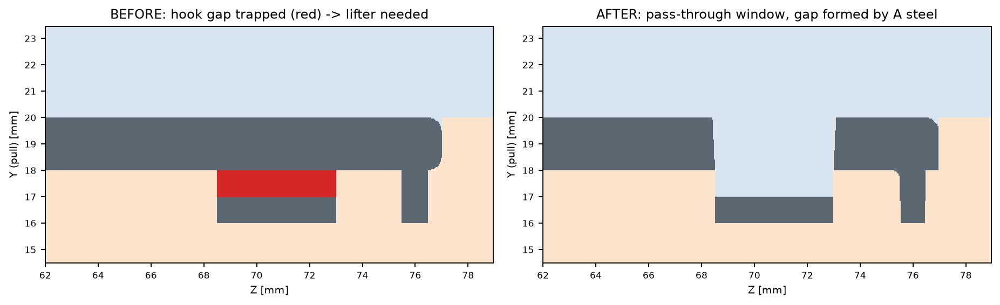 BEFORE: hook gap trapped (red) -> lifter needed
23
22
21
20
19
18
17
16
15
Y (pull) [mm]
62 64 66 68 70 72 74 76 78
Z [mm]
AFTER: pass-through window, gap formed by A steel
23
22
21
20
19
18
17
16
15
Y (pull) [mm]
62 64 66 68 70 72 74 76 78
Z [mm]